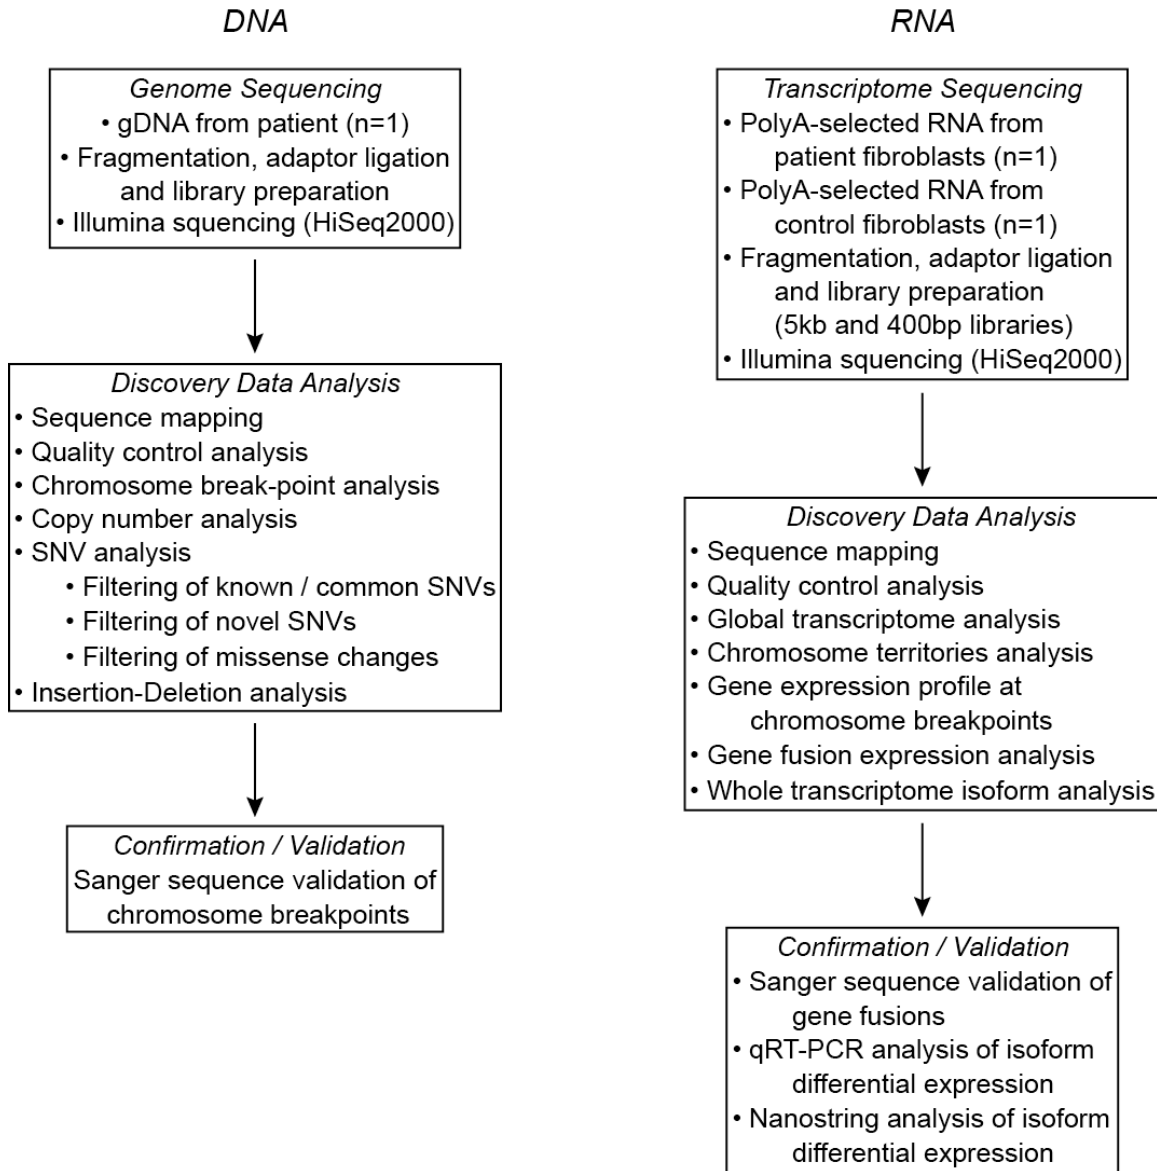 DNA
Genome Sequencing
• gDNA from patient (n=1)
• Fragmentation, adaptor ligation
and library preparation
• Illumina squencing (HiSeq2000)
Discovery Data Analysis
• Sequence mapping
• Quality control analysis
• Chromosome break-point analysis
• Copy number analysis
• SNV analysis
• Filtering of known / common SNVs
• Filtering of novel SNVs
• Filtering of missense changes
• Insertion-Deletion analysis
Confirmation / Validation
Sanger sequence validation of
chromosome breakpoints
RNA
Transcriptome Sequencing
• PolyA-selected RNA from
patient fibroblasts (n=1)
• PolyA-selected RNA from
control fibroblasts (n=1)
• Fragmentation, adaptor ligation
and library preparation
(5kb and 400bp libraries)
• Illumina squencing (HiSeq2000)
Discovery Data Analysis
• Sequence mapping
• Quality control analysis
• Global transcriptome analysis
• Chromosome territories analysis
• Gene expression profile at
chromosome breakpoints
• Gene fusion expression analysis
• Whole transcriptome isoform analysis
Confirmation / Validation
• Sanger sequence validation of
gene fusions
• qRT-PCR analysis of isoform
differential expression
• Nanostring analysis of isoform
differential expression